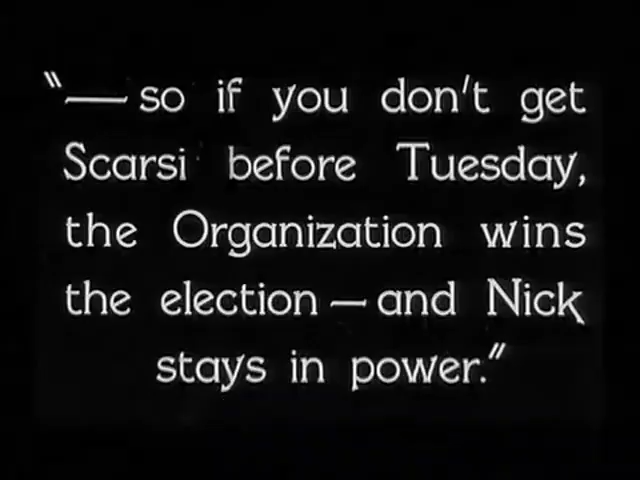 "— so if you don't get
Scarsi before Tuesday,
the Organization wins
the election — and Nick
stays in power."